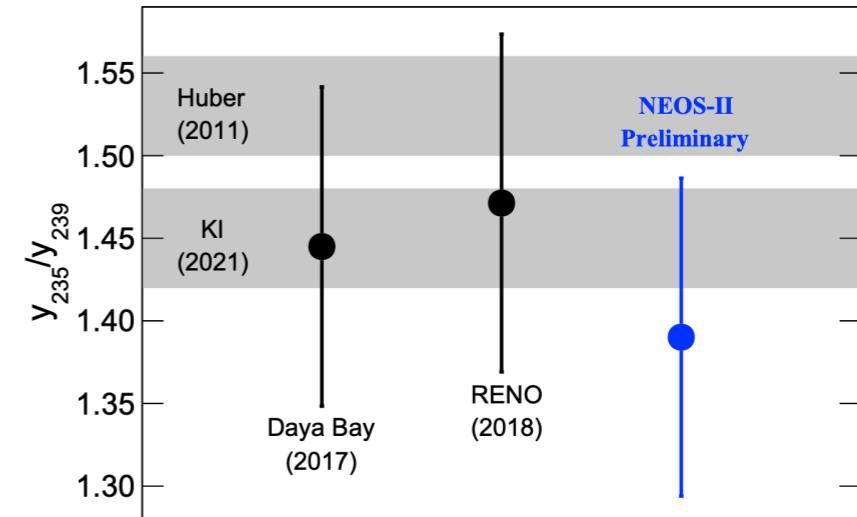 1.55
1.50
1.45
1.40
1.35
1.30
y235/y239
Huber
(2011)
KI
(2021)
Daya Bay
(2017)
RENO
(2018)
NEOS-II
Preliminary